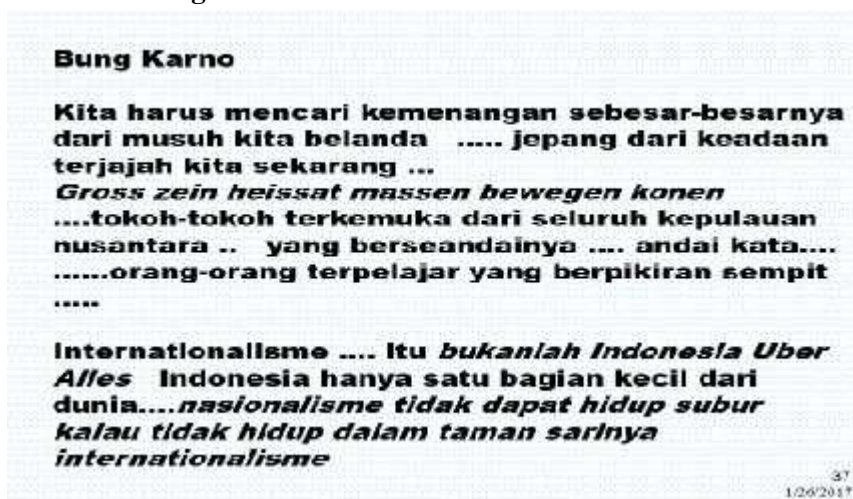 Bung Karno
Kita harus mencari kemenangan sebesar-besarnya
dari musuh kita belanda ..... jepang dari keadaan
terjajah kita sekarang ...
Gross zein heissat massen bewegen konen
....tokoh-tokoh terkemuka dari seluruh kepulauan
nusantara .. yang berseandainya .... andai kata....
......orang-orang terpelajar yang berpikiran sempit
.....
Internationalisme .... itu bukanlah Indonesia Uber
Alles Indonesia hanya satu bagian kecil dari
dunia....nasionalisme tidak dapat hidup subur
kalau tidak hidup dalam taman sarinya
internationalisme
37
1/26/2017